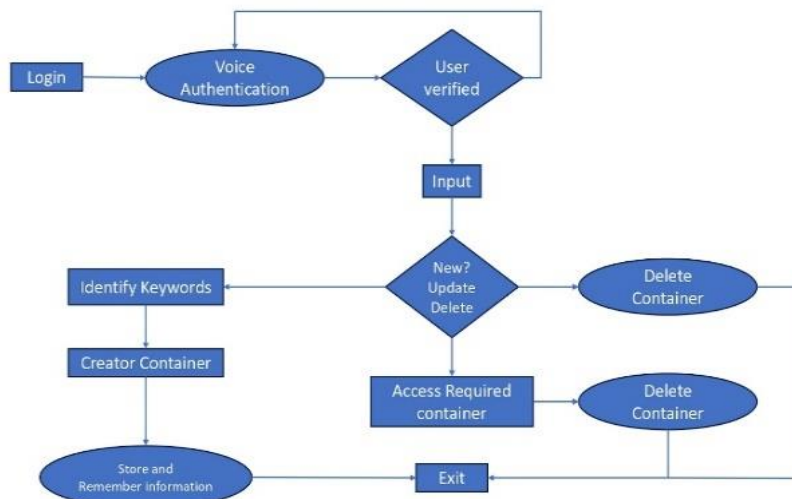 Login
Voice
Authentication
User
verified
Input
New?
Update
Delete
Identify Keywords
Delete
Container
Creator Container
Access Required
container
Delete
Container
Store and
Remember information
Exit